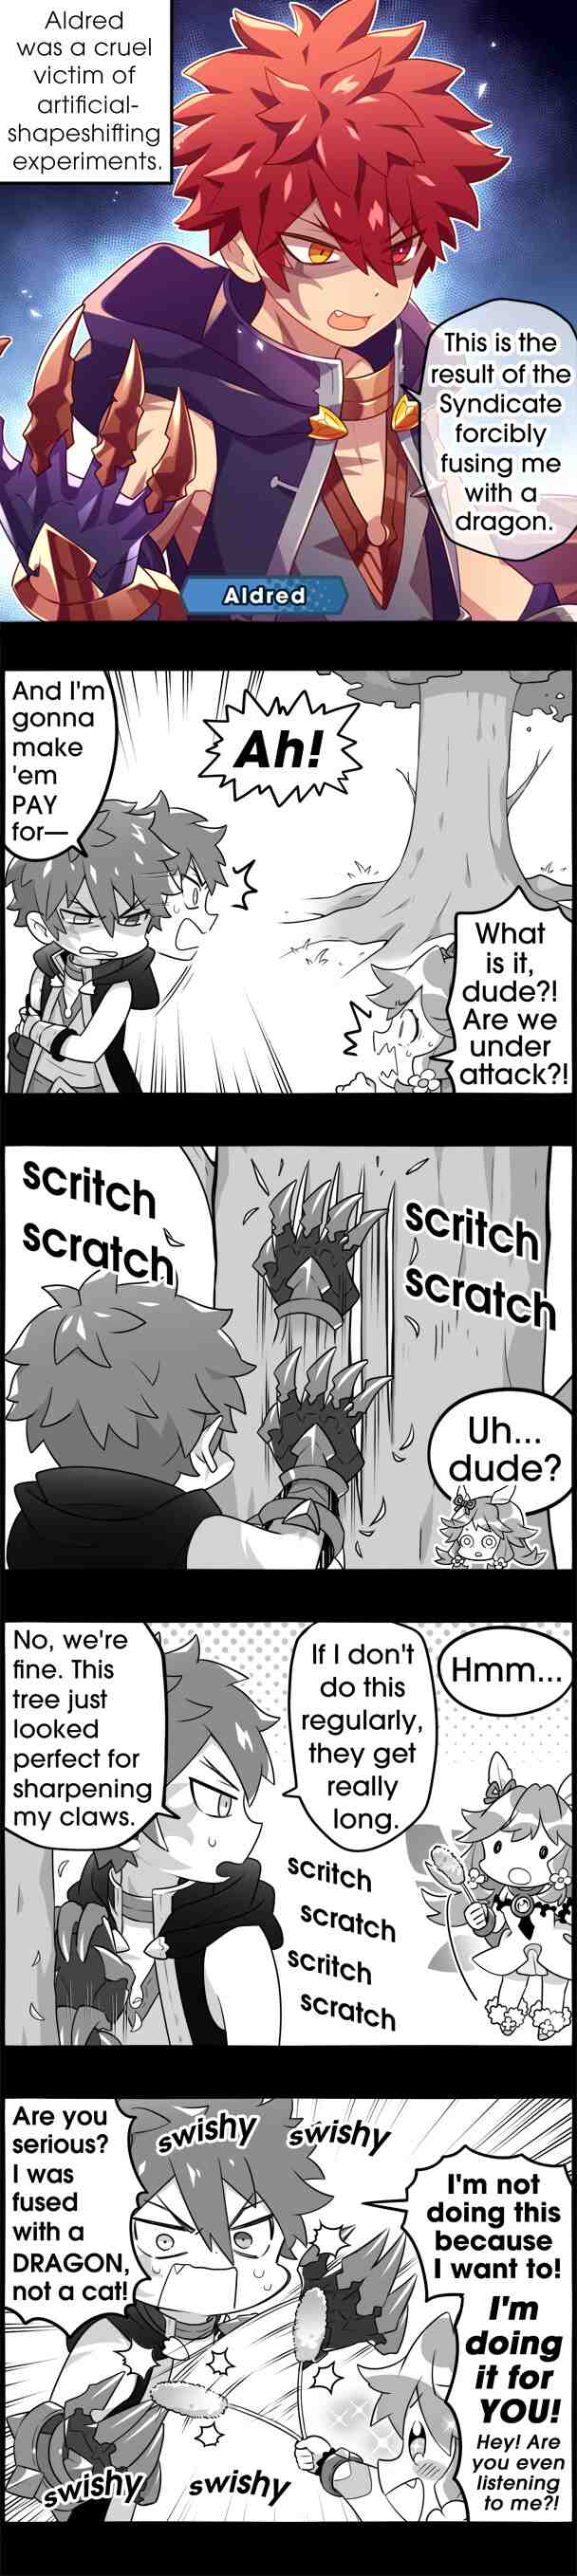 Aldred
was a cruel
victim of
artificial-
shapeshifting
experiments.
This is the
result of the
Syndicate
forcibly
fusing me
with a
dragon.
Aldred
And I'm
gonna
make
'em
PAY
for—
Ah!
What
is it,
dude?!
Are we
under
attack?!
scritch
scratch
scritch
scratch
Uh...
dude?
No, we're
fine. This
tree just
looked
perfect for
sharpening
my claws.
If I don't
do this
regularly,
they get
really
long.
Hmm...
scritch
scratch
scritch
scratch
Are you
serious?
I was
fused
with a
DRAGON,
not a cat!
swishy
swishy
I'm not
doing this
because
I want to!
I'm
doing
it for
YOU!
Hey! Are
you even
listening
to me?!
swishy
swishy